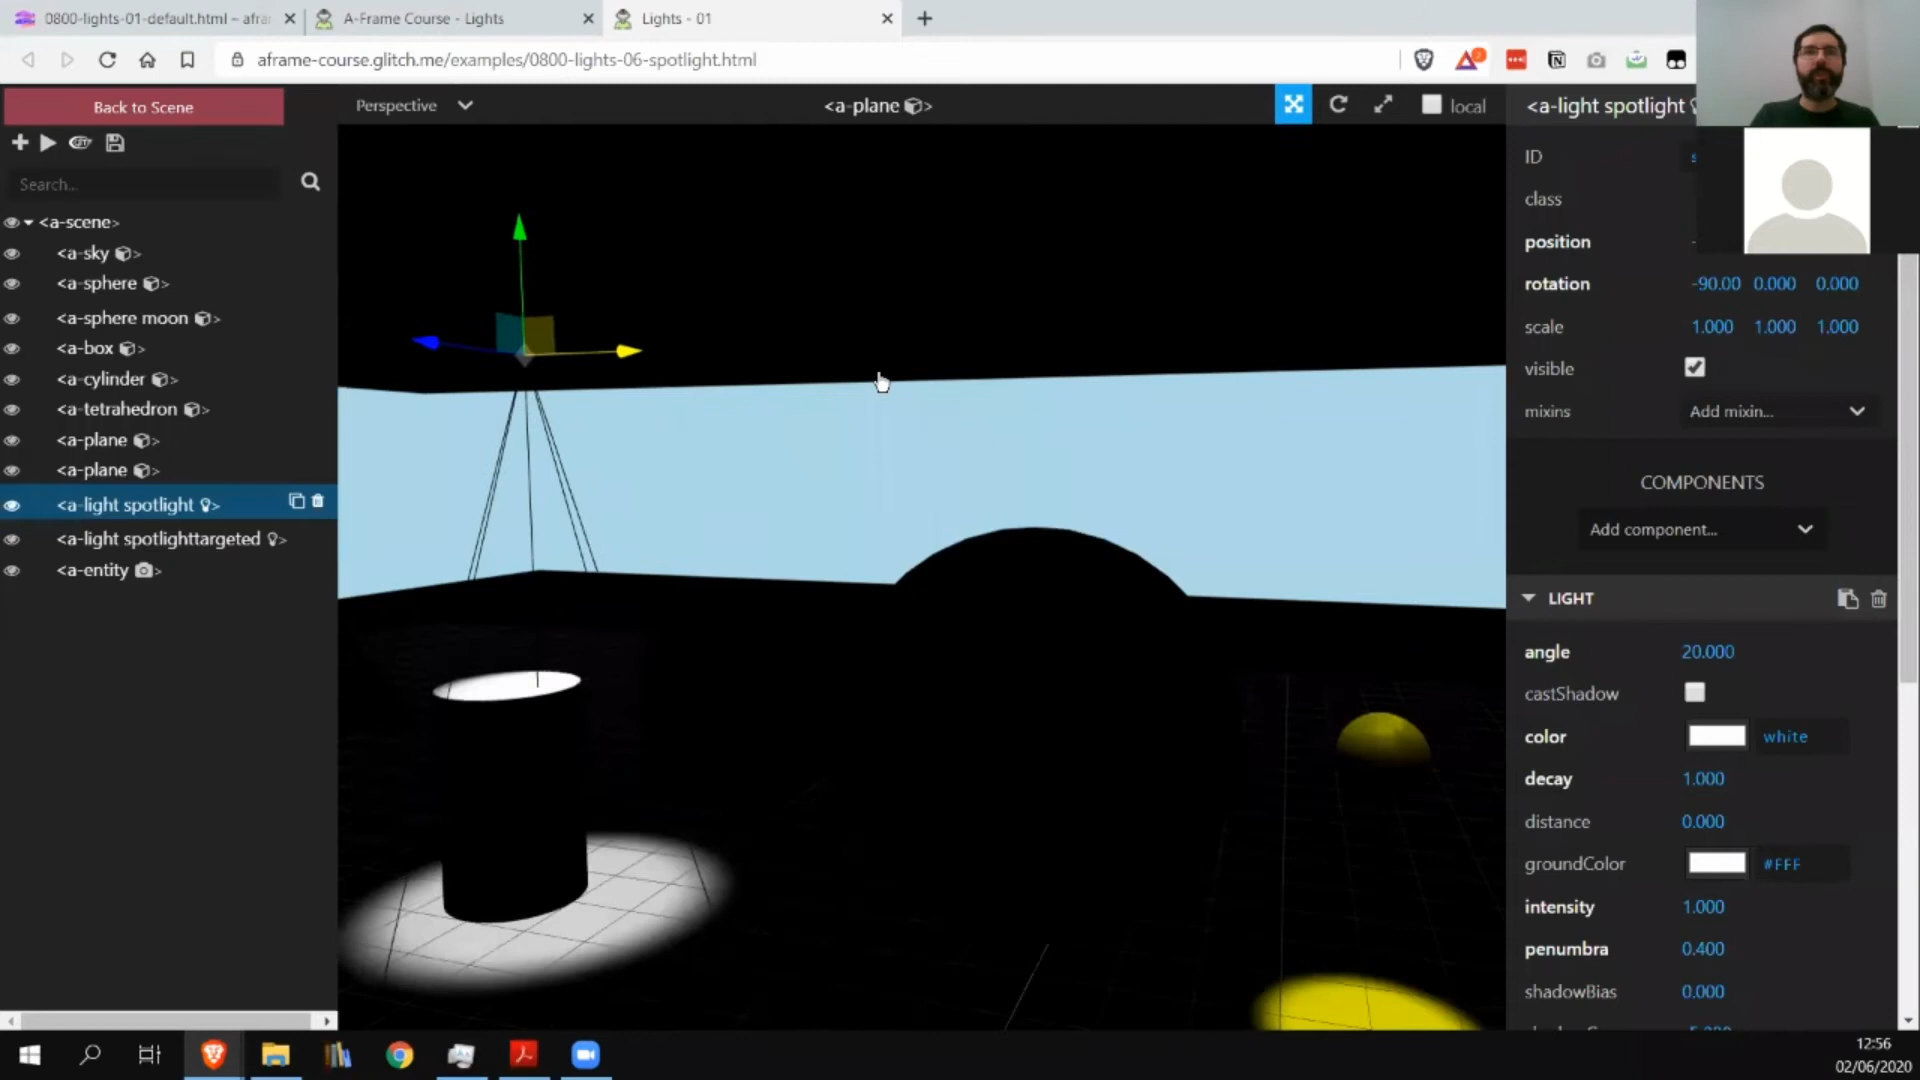 0800-lights-01-default.html – afra
A-Frame Course - Lights
Lights - 01
aframe-course.glitch.me/examples/0800-lights-06-spotlight.html
Back to Scene
Perspective
<a-plane >
local
<a-light spotlight
Search...
<a-scene>
<a-sky >
<a-sphere >
<a-sphere moon >
<a-box >
<a-cylinder >
<a-tetrahedron >
<a-plane >
<a-plane >
<a-light spotlight >
<a-light spotlighttargeted >
<a-entity >
ID
class
position
rotation -90.00 0.000 0.000
scale 1.000 1.000 1.000
visible
mixins Add mixin...
COMPONENTS
Add component...
LIGHT
angle 20.000
castShadow
color white
decay 1.000
distance 0.000
groundColor #FFF
intensity 1.000
penumbra 0.400
shadowBias 0.000
12:56
02/06/2020